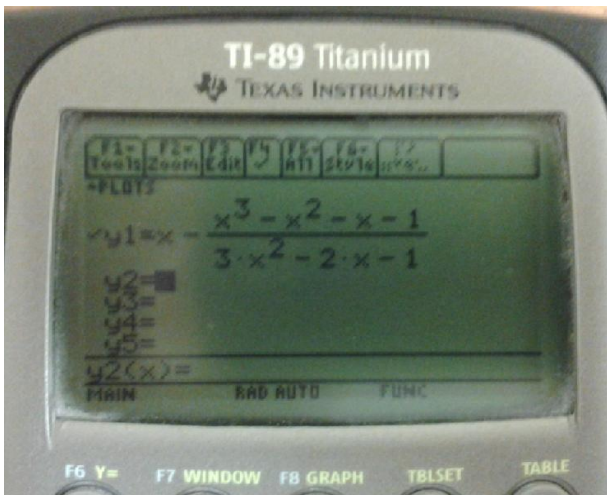 TI-89 Titanium
TEXAS INSTRUMENTS
F1 F2 F3 F4 F5 F6 F7
Tools Zoom Edit ✓ All Style
PLOTS
✓y1=x - (x^3 - x^2 - x - 1)/(3·x^2 - 2·x - 1)
y2=
y3=
y4=
y5=
y2(x)=
MAIN RAD AUTO FUNC
F6 Y= F7 WINDOW F8 GRAPH TBLSET TABLE